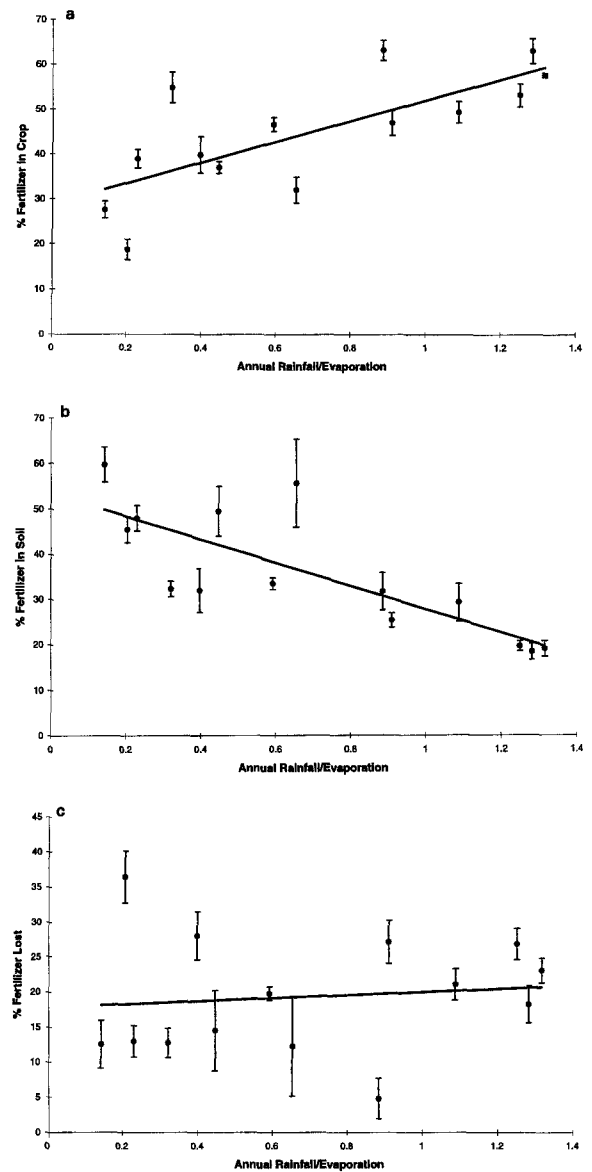 a
70
60
50
40
30
20
10
0
% Fertilizer in Crop
0 0.2 0.4 0.6 0.8 1 1.2 1.4
Annual Rainfall/Evaporation
b
70
60
50
40
30
20
10
0
% Fertilizer in Soil
0 0.2 0.4 0.6 0.8 1 1.2 1.4
Annual Rainfall/Evaporation
c
45
40
35
30
25
20
15
10
5
0
% Fertilizer Lost
0 0.2 0.4 0.6 0.8 1 1.2 1.4
Annual Rainfall/Evaporation